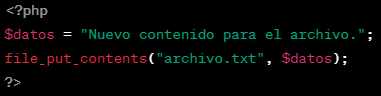 <?php
$datos = "Nuevo contenido para el archivo.";
file_put_contents("archivo.txt", $datos);
?>